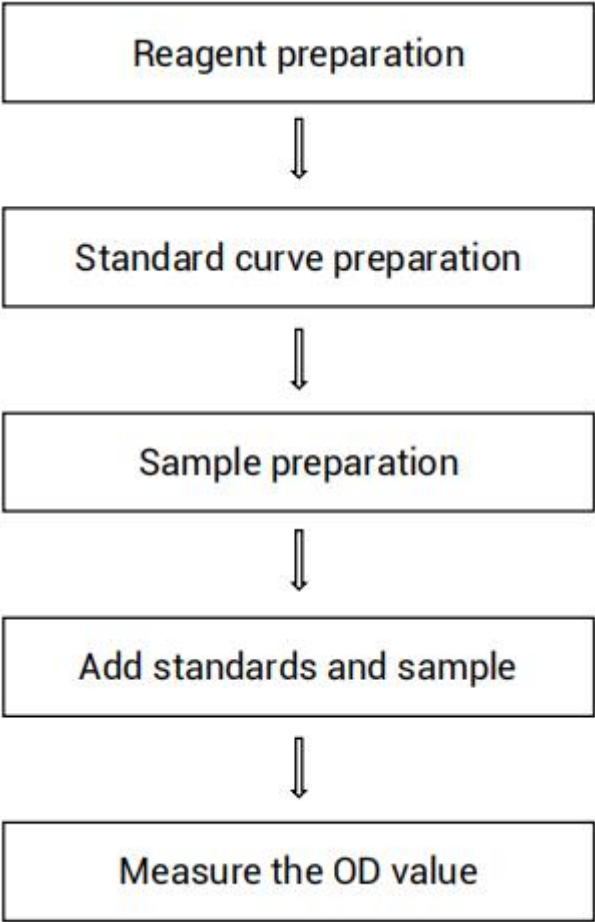 Reagent preparation
Standard curve preparation
Sample preparation
Add standards and sample
Measure the OD value